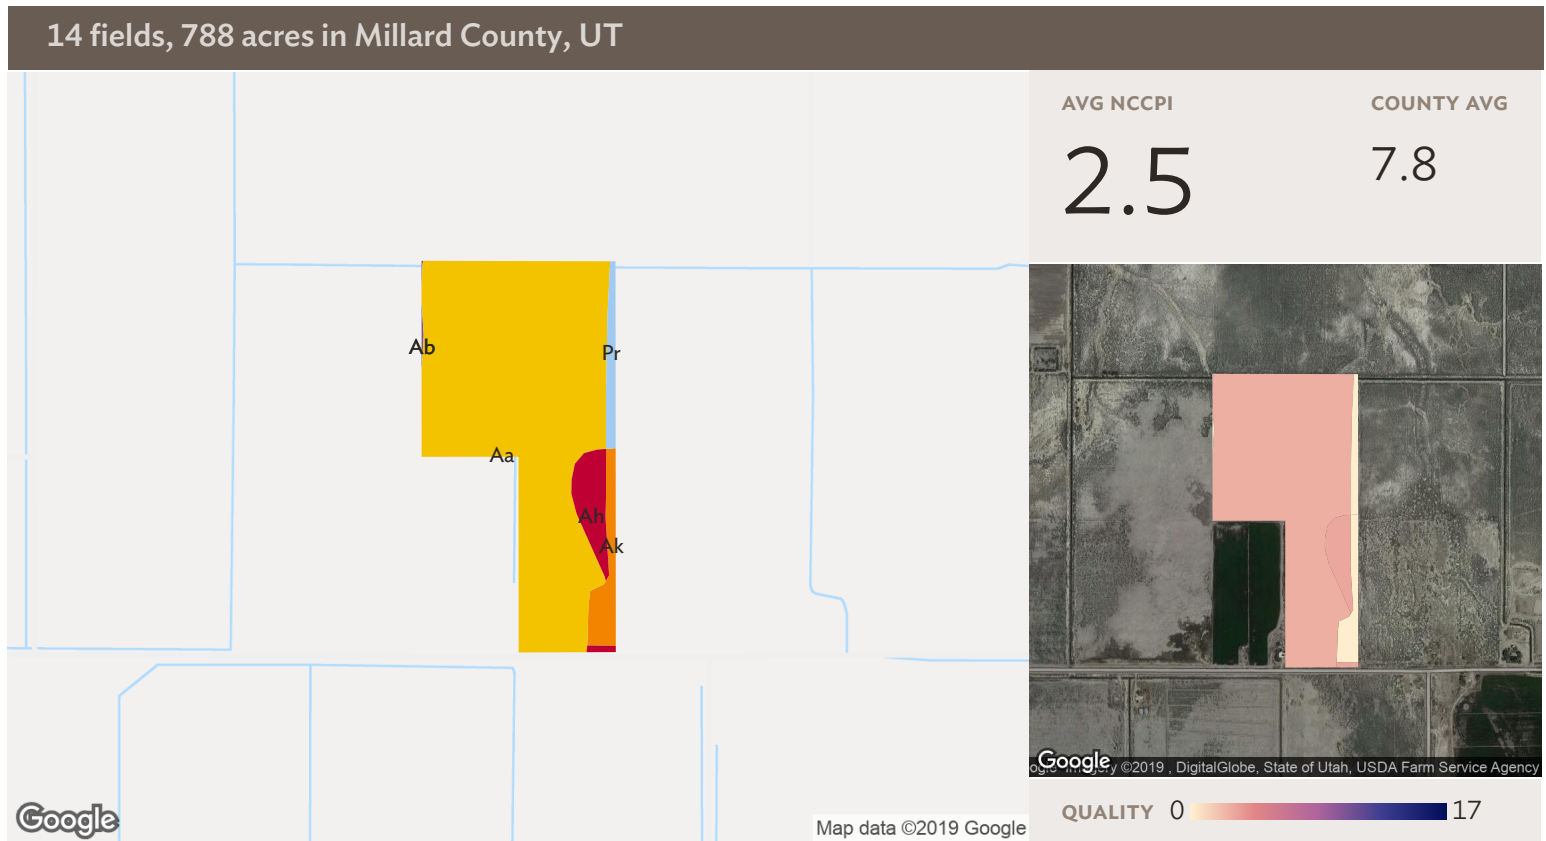 14 fields, 788 acres in Millard County, UT
AVG NCCPI
COUNTY AVG
2.5
7.8
Ab
Pr
Aa
Ah
Ak
Google
Map data ©2019 Google
Google
Imagery ©2019 , DigitalGlobe, State of Utah, USDA Farm Service Agency
QUALITY 0 17